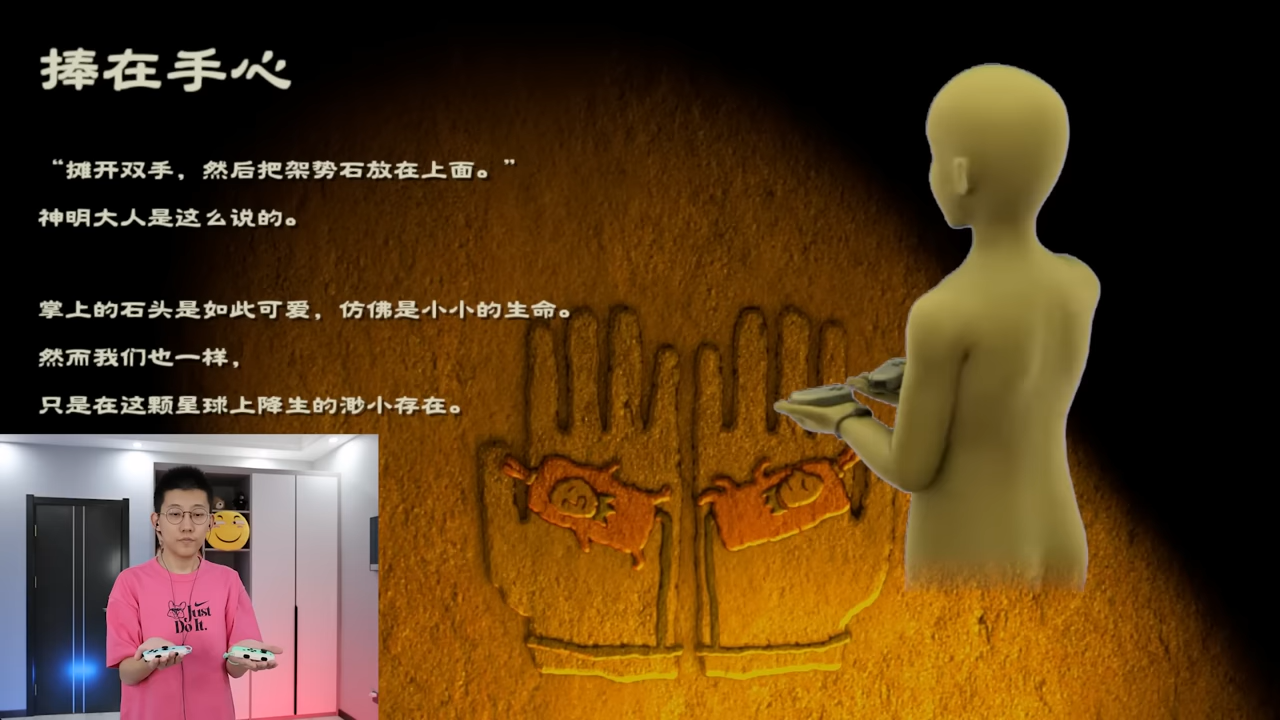 捧在手心
“摊开双手，然后把架势石放在上面。”
神明大人是这么说的。
掌上的石头是如此可爱，仿佛是小小的生命。
然而我们也一样，
只是在这颗星球上降生的渺小存在。
Just
Do It.